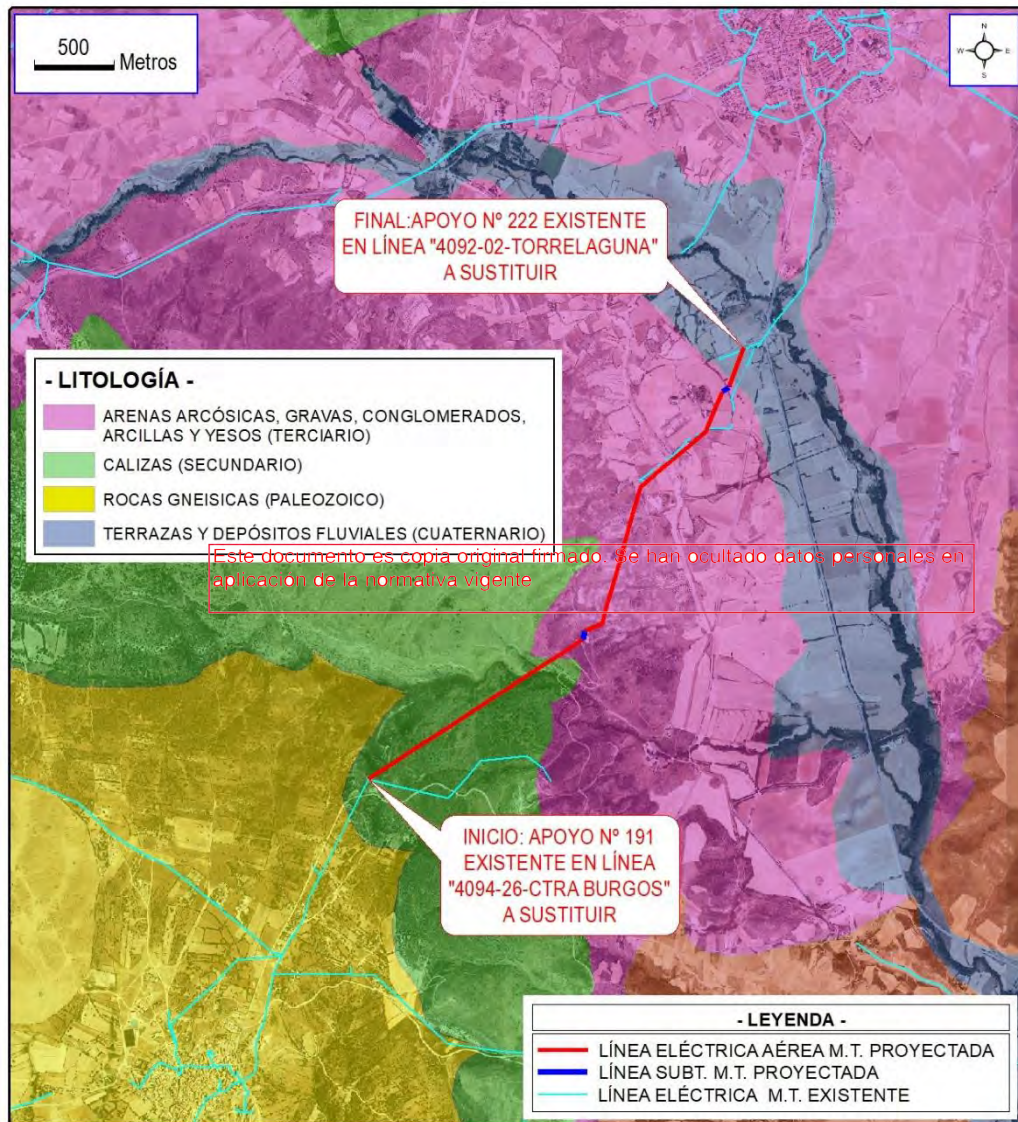 500
Metros
N
W E
S
FINAL:APOYO Nº 222 EXISTENTE
EN LÍNEA "4092-02-TORRELAGUNA"
A SUSTITUIR
- LITOLOGÍA -
ARENAS ARCÓSICAS, GRAVAS, CONGLOMERADOS,
ARCILLAS Y YESOS (TERCIARIO)
CALIZAS (SECUNDARIO)
ROCAS GNEISICAS (PALEOZOICO)
TERRAZAS Y DEPÓSITOS FLUVIALES (CUATERNARIO)
Este documento es copia original firmado. Se han ocultado datos personales en
aplicación de la normativa vigente
INICIO: APOYO Nº 191
EXISTENTE EN LÍNEA
"4094-26-CTRA BURGOS"
A SUSTITUIR
- LEYENDA -
LÍNEA ELÉCTRICA AÉREA M.T. PROYECTADA
LÍNEA SUBT. M.T. PROYECTADA
LÍNEA ELÉCTRICA M.T. EXISTENTE